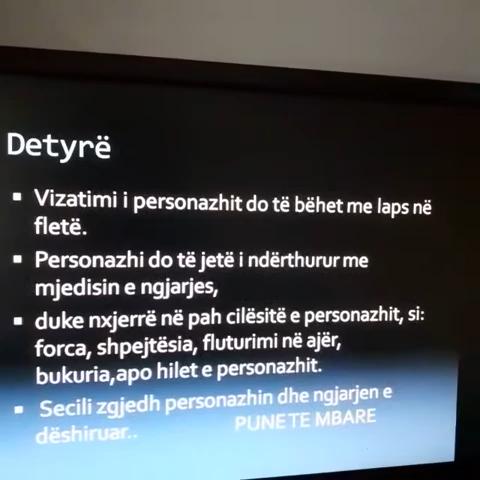 Detyrë
▪ Vizatimi i personazhit do të bëhet me laps në
fletë.
▪ Personazhi do të jetë i ndërthurur me
mjedisin e ngjarjes,
▪ duke nxjerrë në pah cilësitë e personazhit, si:
forca, shpejtësia, fluturimi në ajër,
bukuria,apo hilet e personazhit.
▪ Secili zgjedh personazhin dhe ngjarjen e
dëshiruar..
PUNE TE MBARE